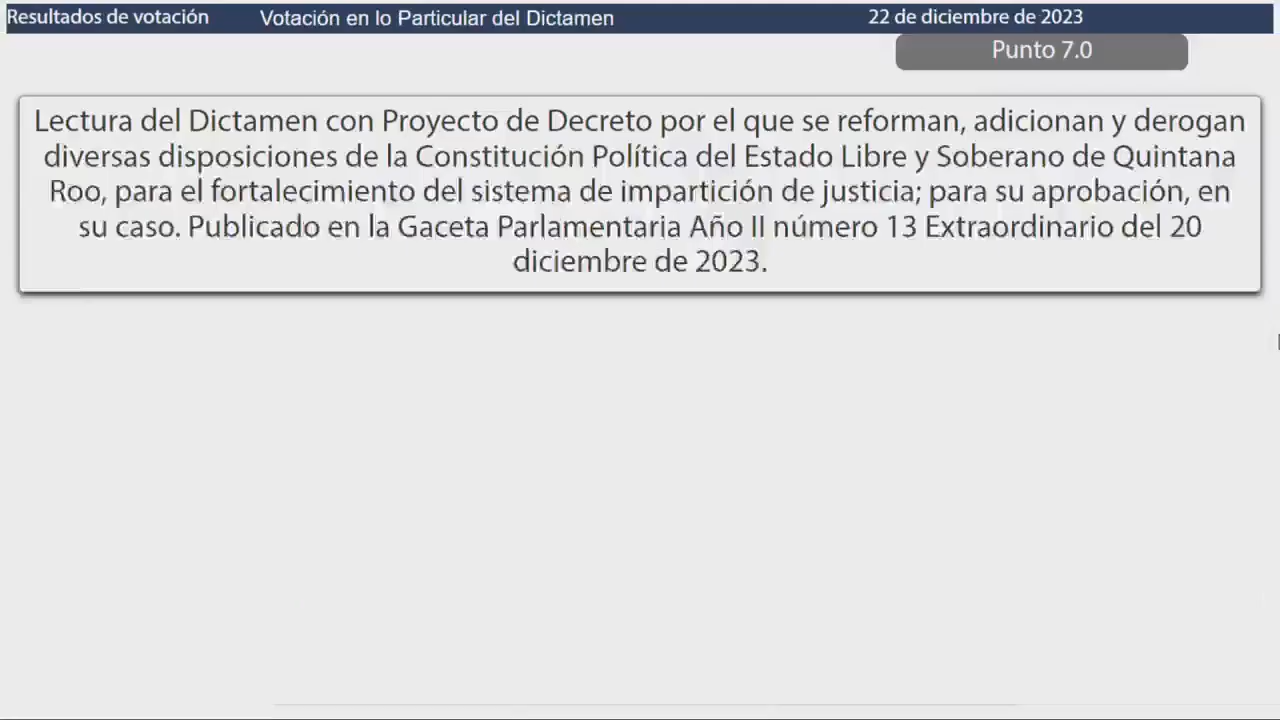 Resultados de votación Votación en lo Particular del Dictamen 22 de diciembre de 2023
Punto 7.0
Lectura del Dictamen con Proyecto de Decreto por el que se reforman, adicionan y derogan
diversas disposiciones de la Constitución Política del Estado Libre y Soberano de Quintana
Roo, para el fortalecimiento del sistema de impartición de justicia; para su aprobación, en
su caso. Publicado en la Gaceta Parlamentaria Año II número 13 Extraordinario del 20
diciembre de 2023.